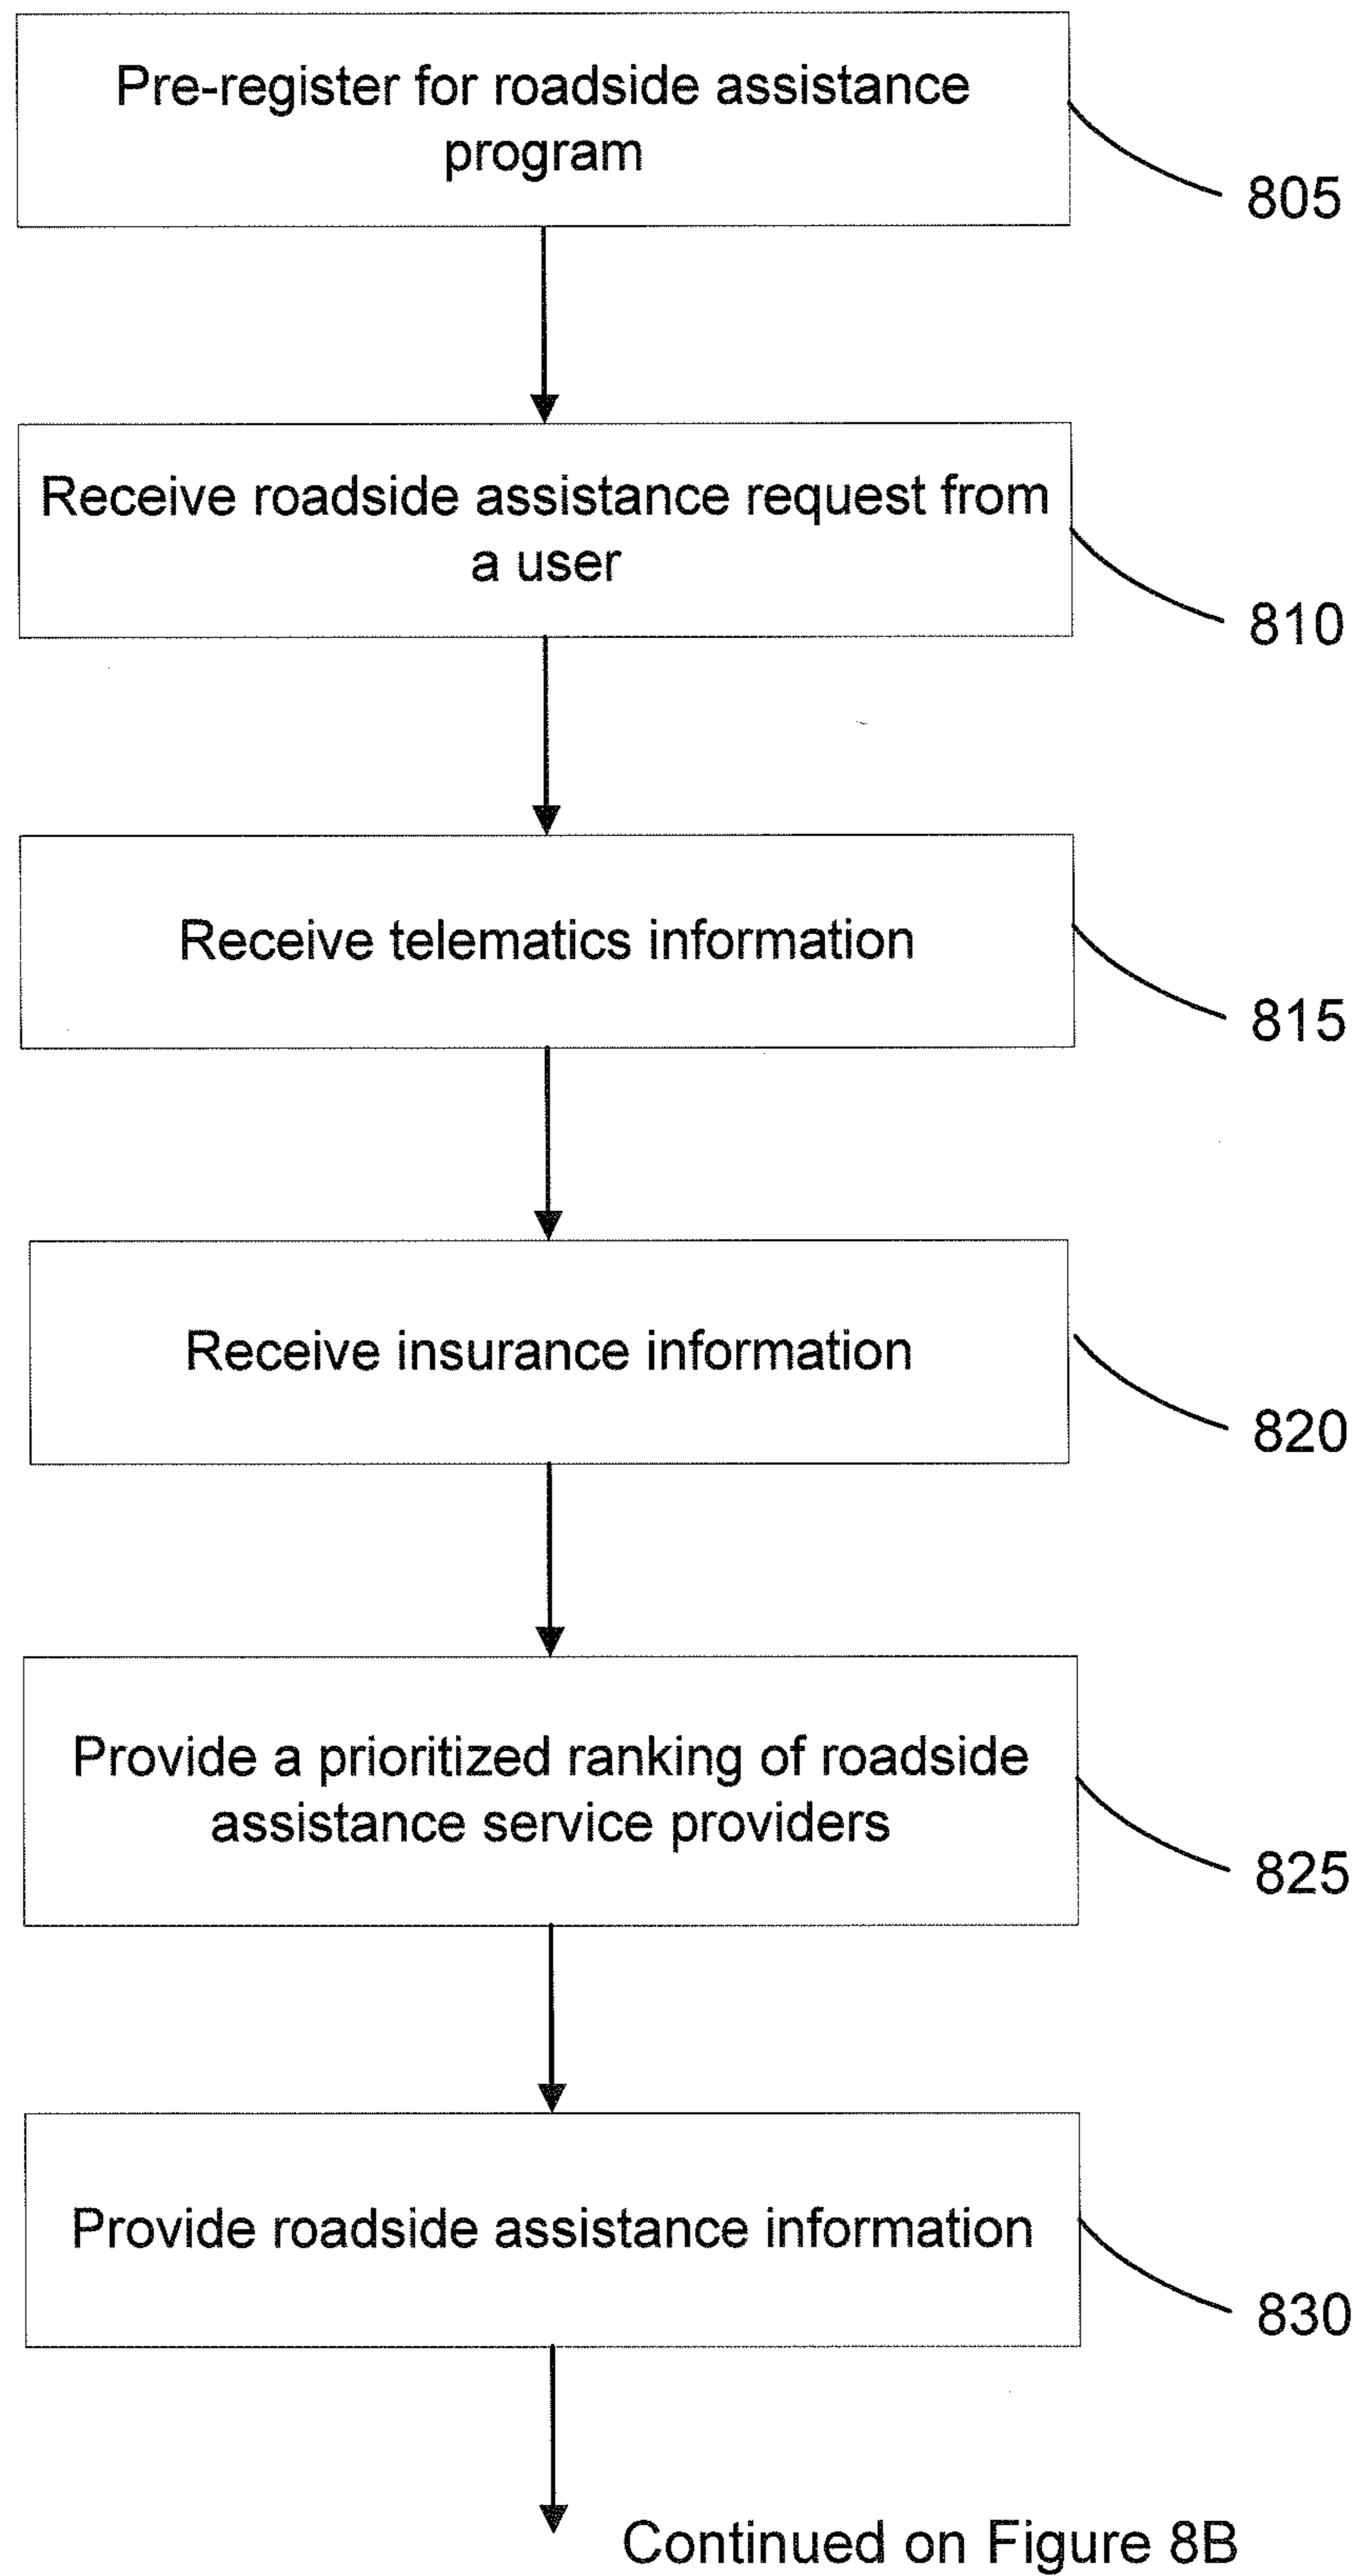 Pre-register for roadside assistance
program
805
Receive roadside assistance request from
a user
810
Receive telematics information
815
Receive insurance information
820
Provide a prioritized ranking of roadside
assistance service providers
825
Provide roadside assistance information
830
Continued on Figure 8B